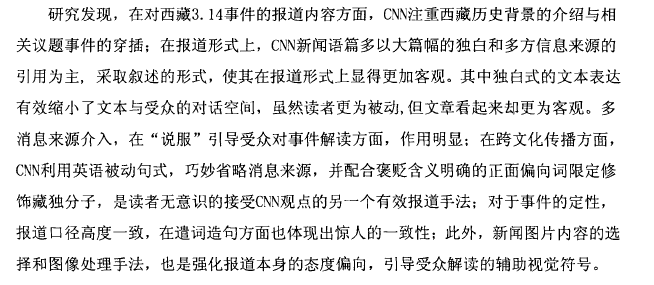 研究发现，在对西藏3.14事件的报道内容方面，CNN注重西藏历史背景的介绍与相
关议题事件的穿插；在报道形式上，CNN新闻语篇多以大篇幅的独白和多方信息来源的
引用为主, 采取叙述的形式，使其在报道形式上显得更加客观。其中独白式的文本表达
有效缩小了文本与受众的对话空间，虽然读者更为被动,但文章看起来却更为客观。多
消息来源介入，在“说服”引导受众对事件解读方面，作用明显；在跨文化传播方面，
CNN利用英语被动句式，巧妙省略消息来源，并配合褒贬含义明确的正面偏向词限定修
饰藏独分子，是读者无意识的接受CNN观点的另一个有效报道手法；对于事件的定性，
报道口径高度一致，在遣词造句方面也体现出惊人的一致性；此外，新闻图片内容的选
择和图像处理手法，也是强化报道本身的态度偏向，引导受众解读的辅助视觉符号。